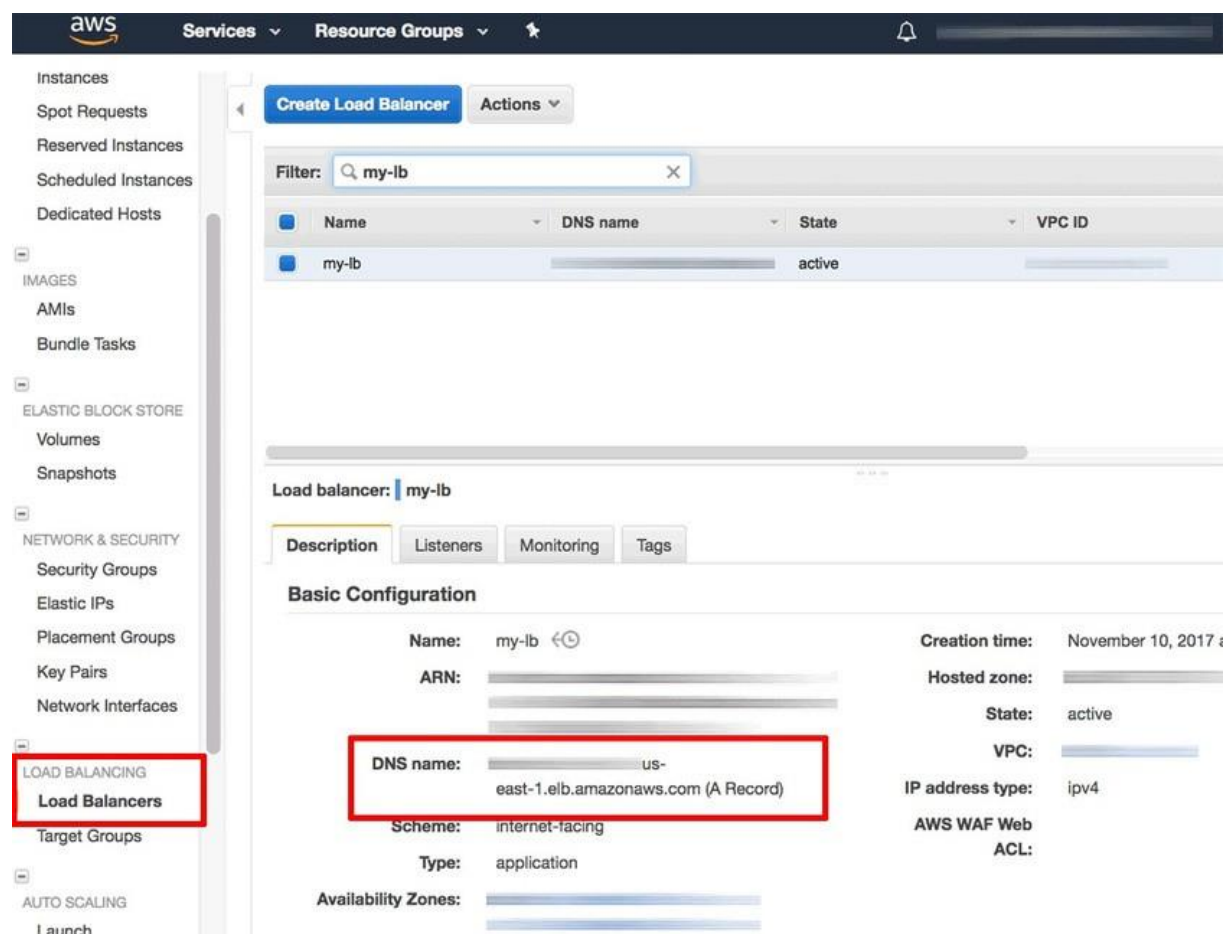 aws Services Resource Groups
Instances
Spot Requests
Reserved Instances
Scheduled Instances
Dedicated Hosts
IMAGES
AMIs
Bundle Tasks
ELASTIC BLOCK STORE
Volumes
Snapshots
NETWORK & SECURITY
Security Groups
Elastic IPs
Placement Groups
Key Pairs
Network Interfaces
LOAD BALANCING
Load Balancers
Target Groups
AUTO SCALING
Launch
Create Load Balancer Actions
Filter: my-lb
Name DNS name State VPC ID
my-lb active
Load balancer: my-lb
Description Listeners Monitoring Tags
Basic Configuration
Name: my-lb
ARN:
DNS name: us-
east-1.elb.amazonaws.com (A Record)
Scheme: internet-facing
Type: application
Availability Zones:
Creation time: November 10, 2017 a
Hosted zone:
State: active
VPC:
IP address type: ipv4
AWS WAF Web
ACL: